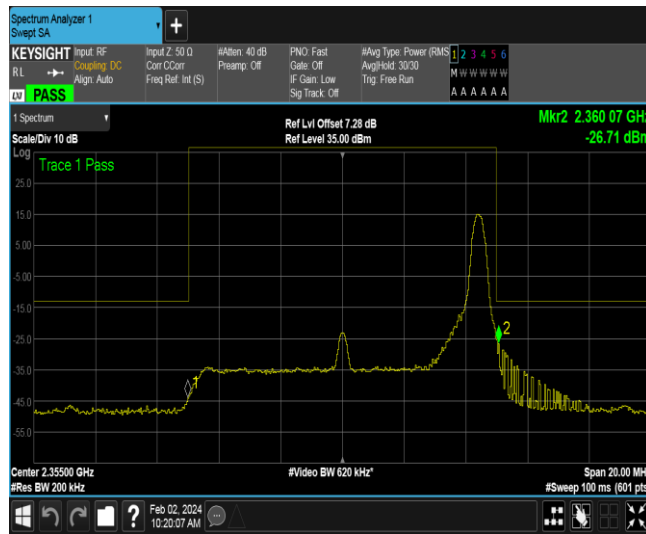 Spectrum Analyzer 1
Swept SA
+
KEYSIGHT Input: RF Input Z: 50 Ω #Atten: 40 dB PNO: Fast #Avg Type: Power (RMS 1 2 3 4 5 6
RL Coupling: DC Corr CCorr Preamp: Off Gate: Off Avg|Hold: 30/30 M W W W W W
Align: Auto Freq Ref: Int (S) IF Gain: Low Trig: Free Run
LXI PASS Sig Track: Off A A A A A A
1 Spectrum Ref Lvl Offset 7.28 dB Mkr2 2.360 07 GH
Scale/Div 10 dB Ref Level 35.00 dBm -26.71 dBm
Log
Trace 1 Pass
25.0
15.0
5.00
-5.00
-15.0
2
-25.0
-35.0
1
-45.0
-55.0
Center 2.35500 GHz #Video BW 620 kHz* Span 20.00 MH
#Res BW 200 kHz #Sweep 100 ms (601 pts
? Feb 02, 2024
10:20:07 AM